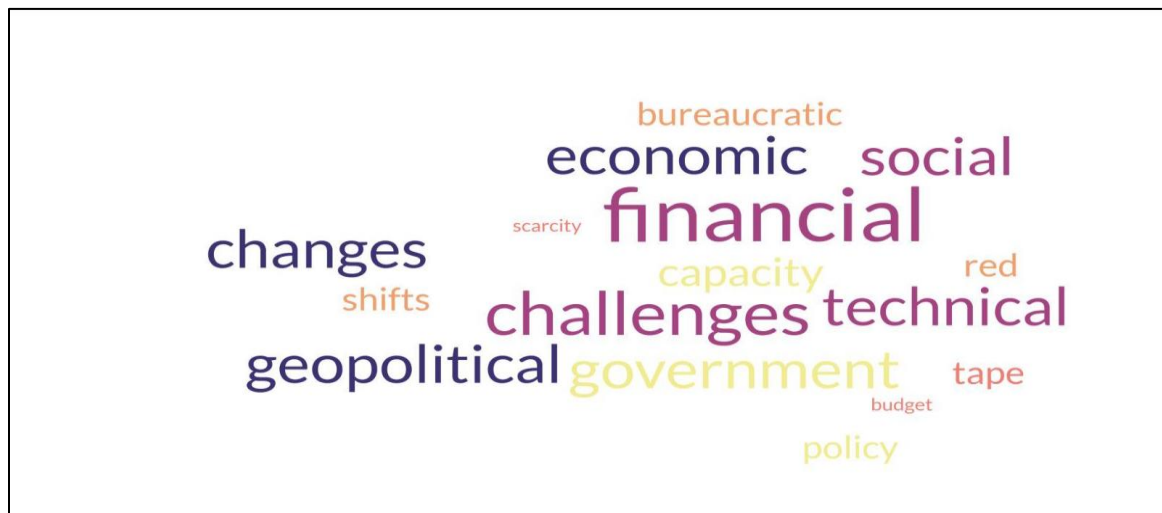 bureaucratic
economic social
scarcity financial
changes capacity red
shifts challenges technical
geopolitical government tape
budget
policy